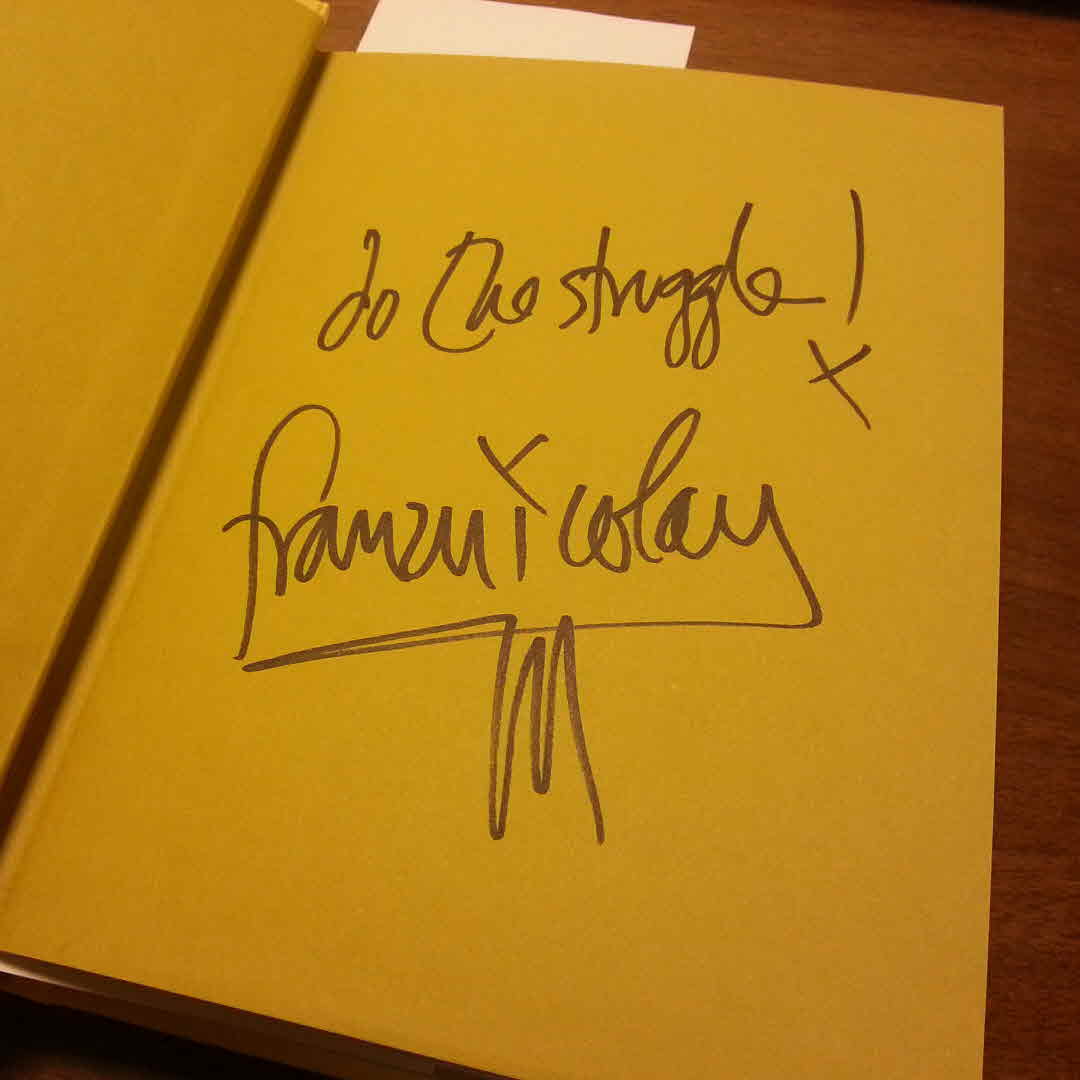 do the struggle!
franz nicolay